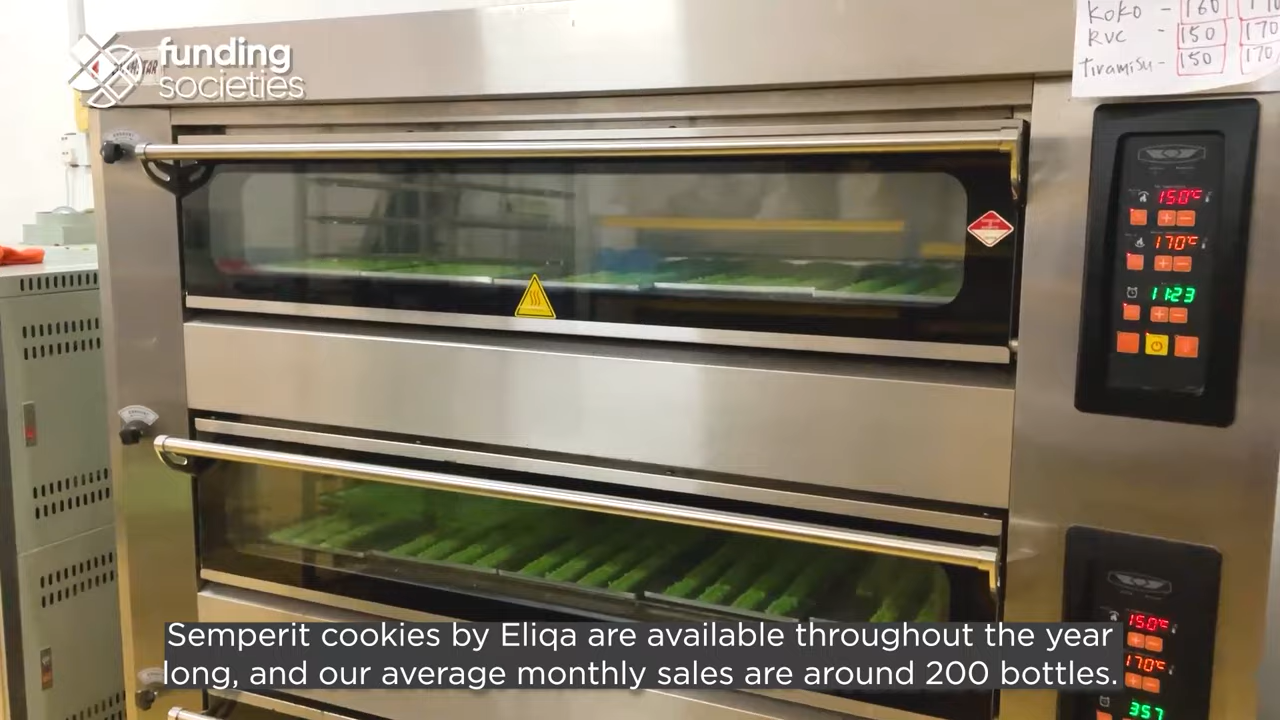 funding
societies
KOKO - 160
RVC - 150 170
Tiramisu - 150 170
150°C
170°C
11:23
150°C
170°C
357
Semperit cookies by Eliqa are available throughout the year
long, and our average monthly sales are around 200 bottles.